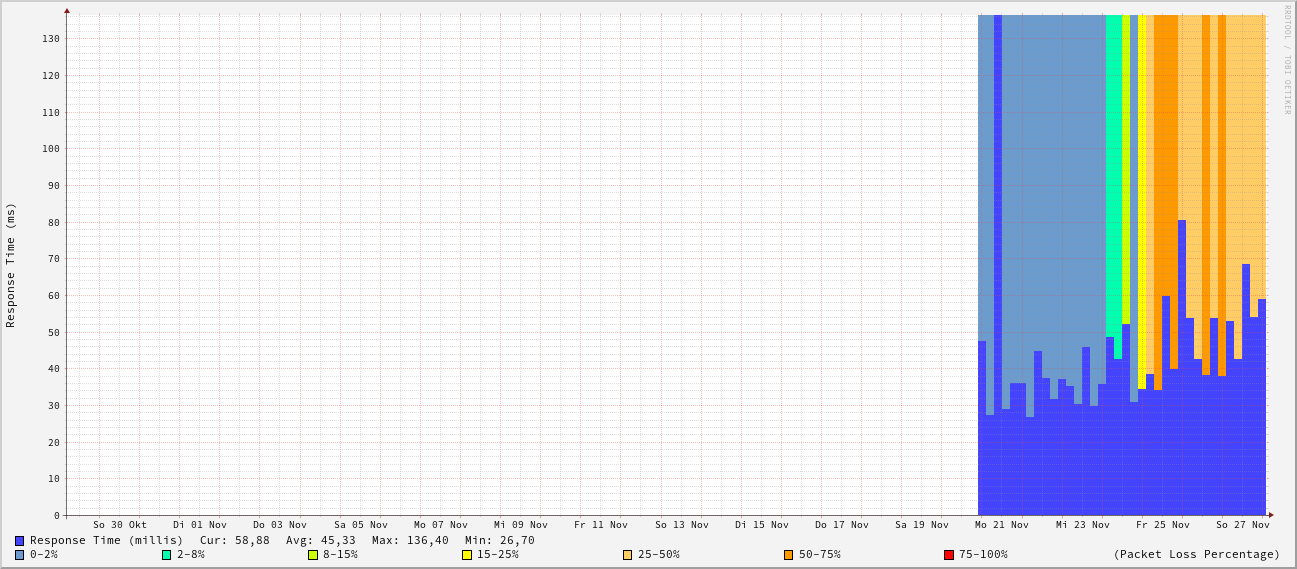 RRDTOOL / TOBI OETIKER
Response Time (ms)
130
120
110
100
90
80
70
60
50
40
30
20
10
0
So 30 Okt Di 01 Nov Do 03 Nov Sa 05 Nov Mo 07 Nov Mi 09 Nov Fr 11 Nov So 13 Nov Di 15 Nov Do 17 Nov Sa 19 Nov Mo 21 Nov Mi 23 Nov Fr 25 Nov So 27 Nov
Response Time (millis) Cur: 58,88 Avg: 45,33 Max: 136,40 Min: 26,70
0-2% 2-8% 8-15% 15-25% 25-50% 50-75% 75-100% (Packet Loss Percentage)